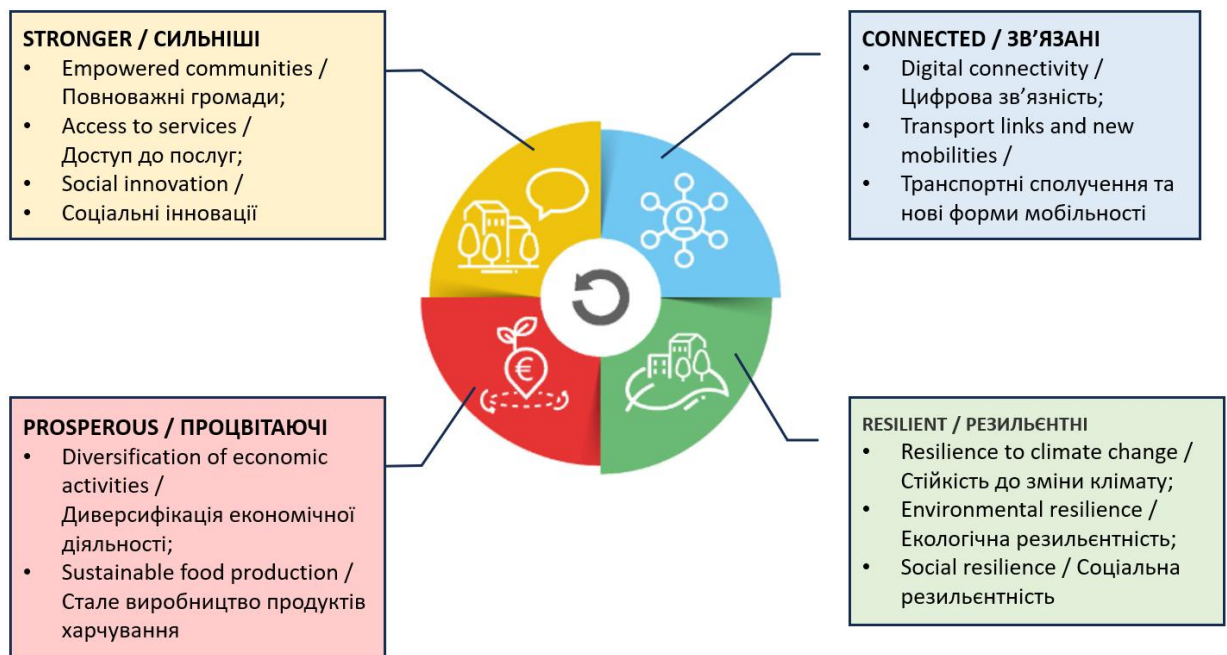 STRONGER / СИЛЬНІШІ
• Empowered communities /
Повноважні громади;
• Access to services /
Доступ до послуг;
• Social innovation /
• Соціальні інновації
CONNECTED / ЗВ’ЯЗАНІ
• Digital connectivity /
Цифрова зв’язність;
• Transport links and new
mobilities /
• Транспортні сполучення та
нові форми мобільності
€
PROSPEROUS / ПРОЦВІТАЮЧІ
• Diversification of economic
activities /
Диверсифікація економічної
діяльності;
• Sustainable food production /
Стале виробництво продуктів
харчування
RESILIENT / РЕЗИЛЬЄНТНІ
• Resilience to climate change /
Стійкість до зміни клімату;
• Environmental resilience /
Екологічна резильєнтність;
• Social resilience / Соціальна
резильєнтність